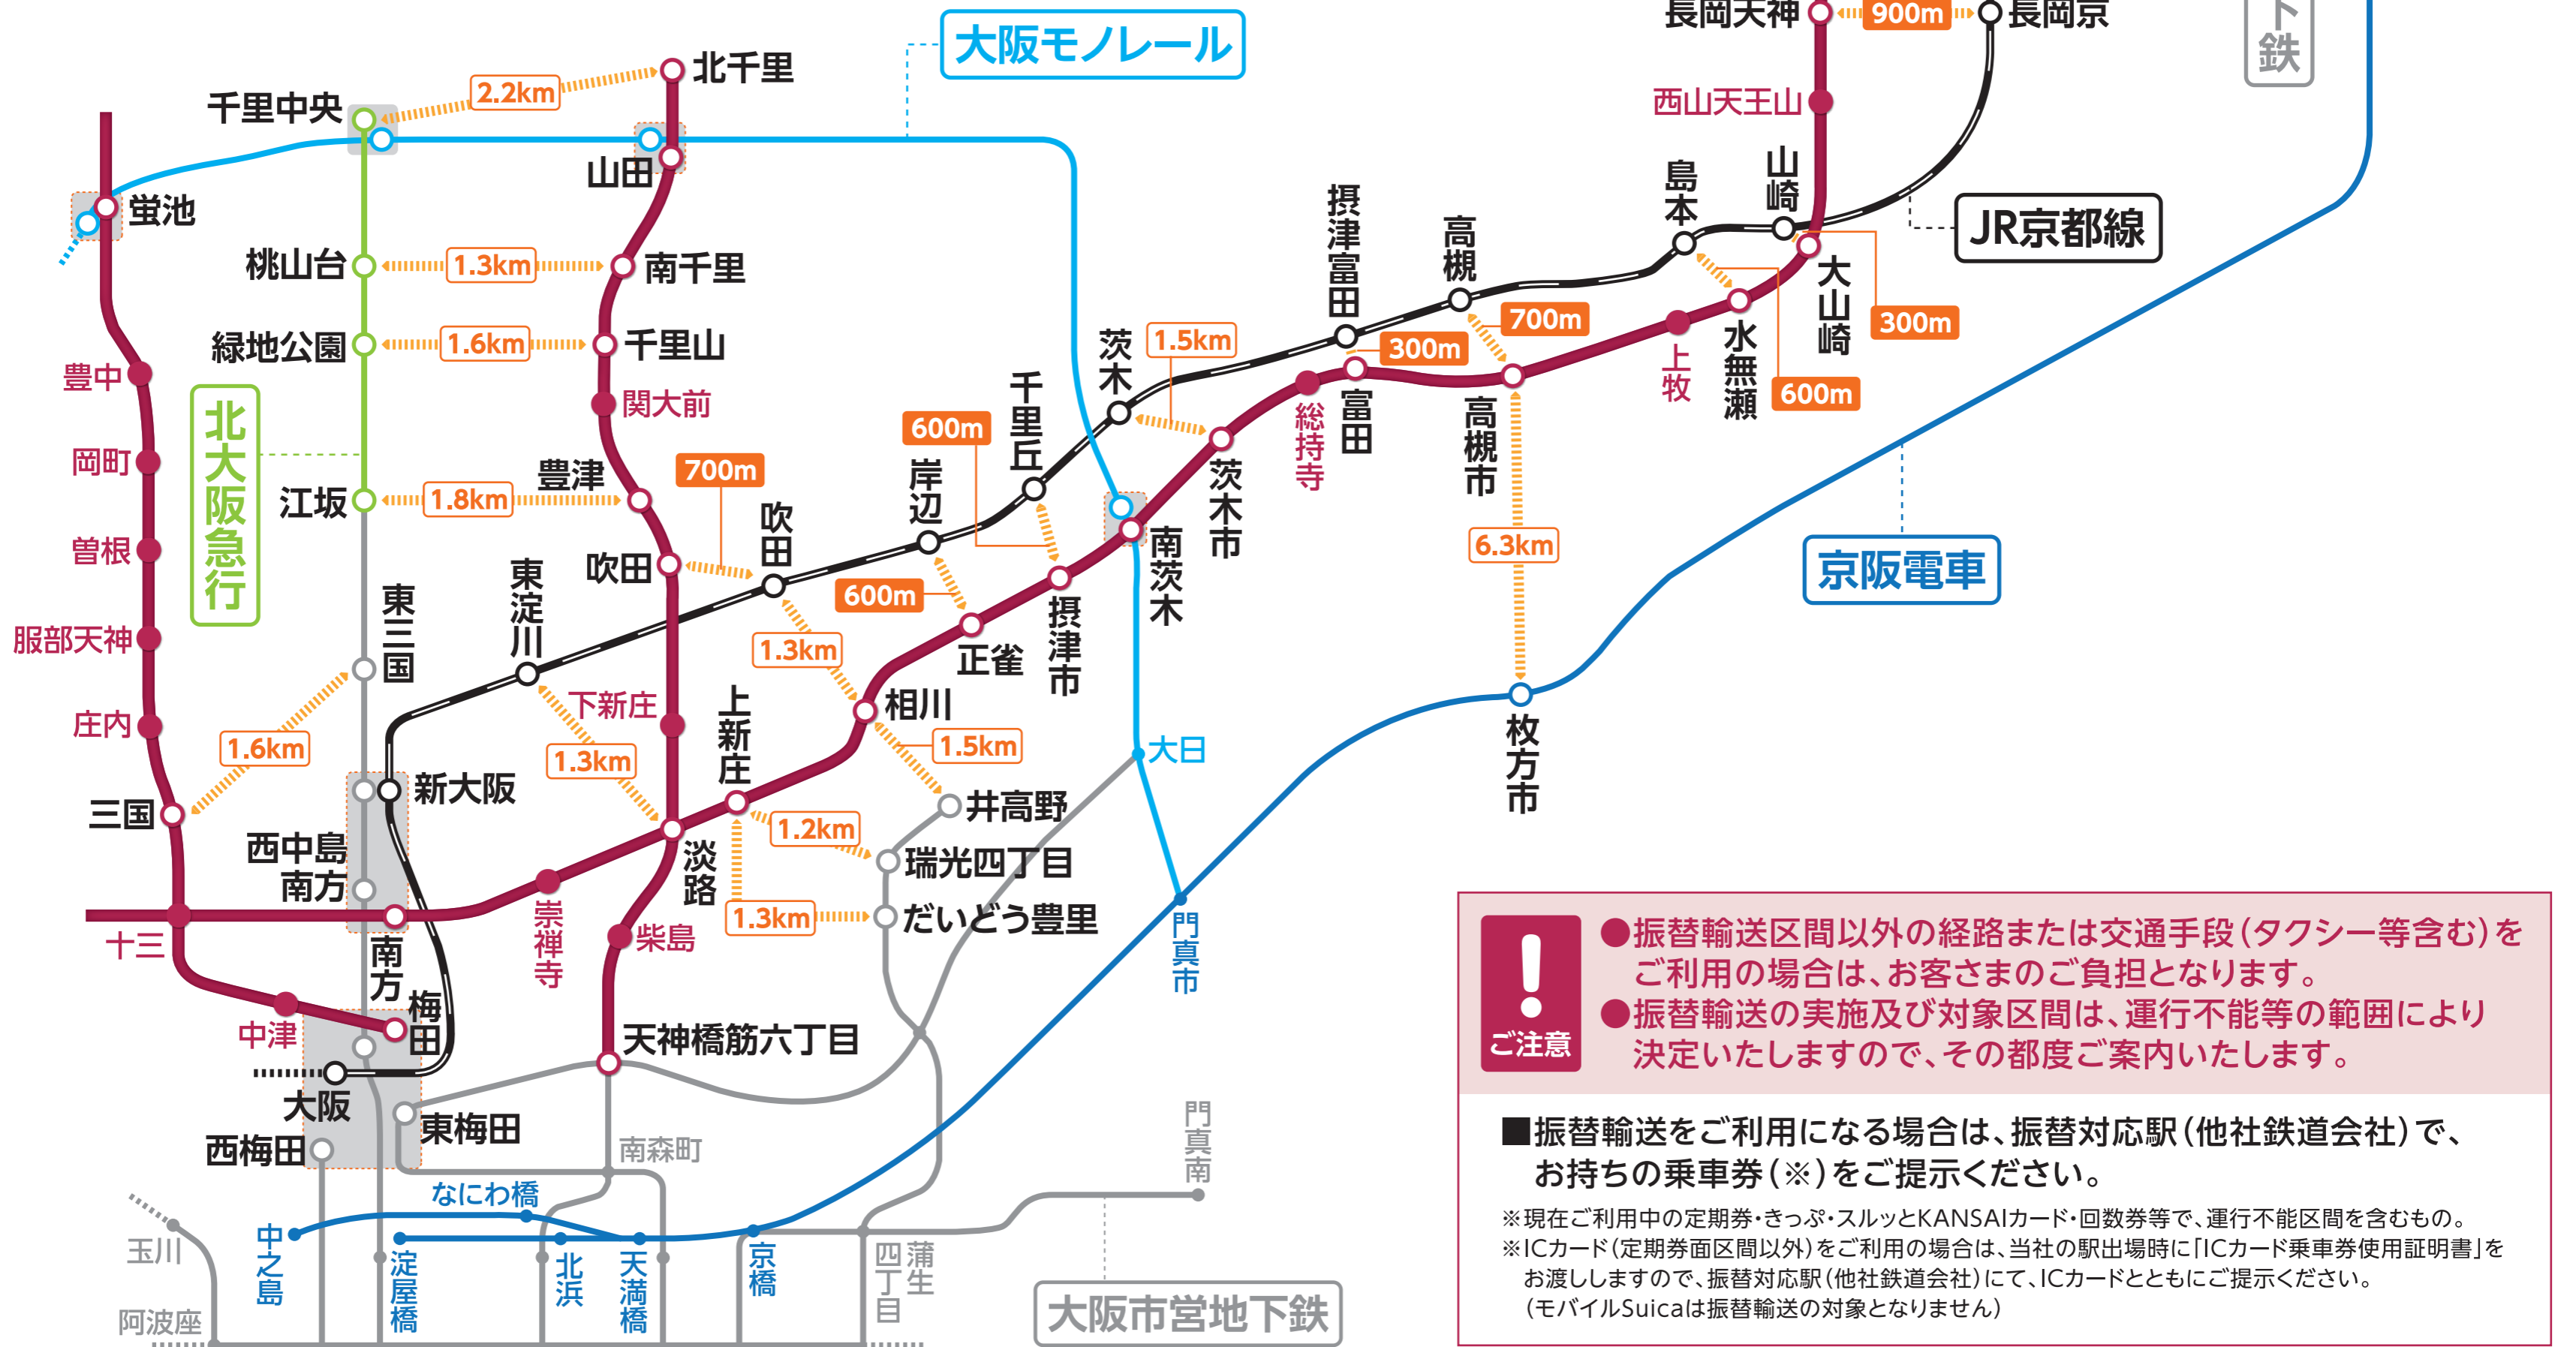 長岡天神
900m
長岡京
下鉄
大阪モノレール
北千里
2.2km
千里中央
西山天王山
山田
蛍池
島本
山崎
摂津富田
高槻
JR京都線
桃山台
1.3km
南千里
大山崎
300m
700m
緑地公園
1.6km
千里山
茨木
1.5km
300m
水無瀬
上牧
600m
豊中
関大前
千里丘
富田
総持寺
高槻市
北大阪急行
600m
岡町
豊津
700m
岸辺
茨木市
江坂
1.8km
吹田
南茨木
曽根
吹田
東淀川
600m
6.3km
京阪電車
東三国
摂津市
服部天神
1.3km
正雀
下新庄
上新庄
相川
庄内
1.6km
1.3km
1.5km
大日
枚方市
新大阪
井高野
三国
1.2km
西中島
南方
淡路
瑞光四丁目
1.3km
だいどう豊里
十三
崇禅寺
柴島
南方
門真市
中津
梅田
天神橋筋六丁目
大阪
東梅田
西梅田
南森町
門真南
なにわ橋
玉川
中之島
淀屋橋
北浜
天満橋
京橋
蒲生
四丁目
阿波座
大阪市営地下鉄
!
ご注意
●振替輸送区間以外の経路または交通手段(タクシー等含む)を
ご利用の場合は、お客さまのご負担となります。
●振替輸送の実施及び対象区間は、運行不能等の範囲により
決定いたしますので、その都度ご案内いたします。
■振替輸送をご利用になる場合は、振替対応駅(他社鉄道会社)で、
お持ちの乗車券(※)をご提示ください。
※現在ご利用中の定期券・きっぷ・スルッとKANSAIカード・回数券等で、運行不能区間を含むもの。
※ICカード(定期券面区間以外)をご利用の場合は、当社の駅出場時に「ICカード乗車券使用証明書」を
お渡ししますので、振替対応駅(他社鉄道会社)にて、ICカードとともにご提示ください。
(モバイルSuicaは振替輸送の対象となりません)